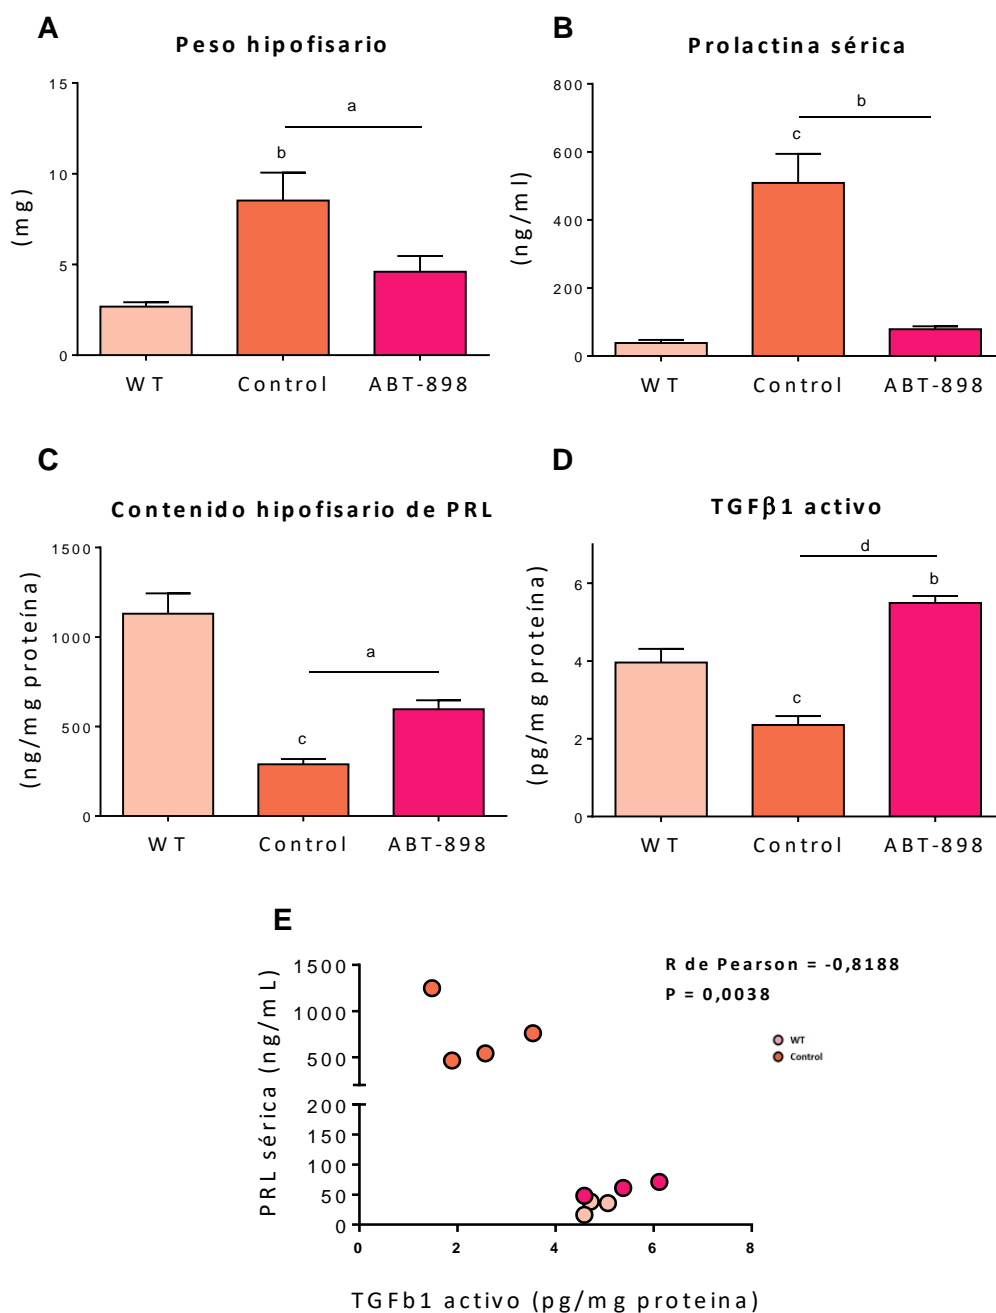 A
Peso hipofisario
(mg)
15
10
5
0
a
b
WT
Control
ABT-898
B
Prolactina sérica
(ng/ml)
800
600
400
200
0
b
c
WT
Control
ABT-898
C
Contenido hipofisario de PRL
(ng/mg proteína)
1500
1000
500
0
a
c
WT
Control
ABT-898
D
TGFβ1 activo
(pg/mg proteína)
6
4
2
0
d
b
c
WT
Control
ABT-898
E
R de Pearson = -0,8188
P = 0,0038
WT
Control
PRL sérica (ng/mL)
1500
1000
500
200
150
100
50
0
0
2
4
6
8
TGFb1 activo (pg/mg proteina)